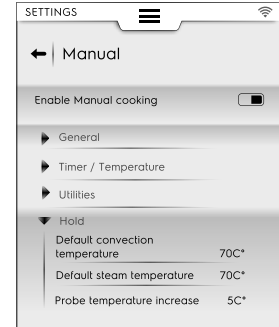 SETTINGS
Manual
Enable Manual cooking
General
Timer / Temperature
Utilities
Hold
Default convection
temperature 70C°
Default steam temperature 70C°
Probe temperature increase 5C°